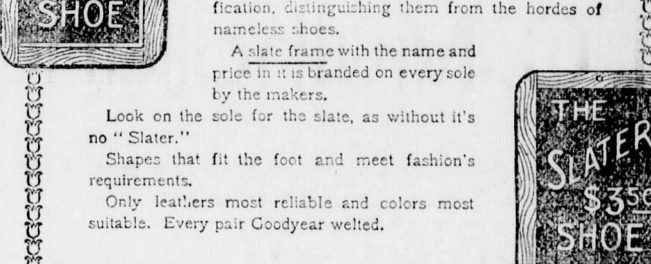 SHOE
fication, distinguishing them from the hordes of
nameless shoes.
A slate frame with the name and
price in it is branded on every sole
by the makers.
Look on the sole for the slate, as without it's
no " Slater."
Shapes that fit the foot and meet fashion's
requirements.
Only leathers most reliable and colors most
suitable. Every pair Goodyear welted.
THE
SLATER
$3.50
SHOE